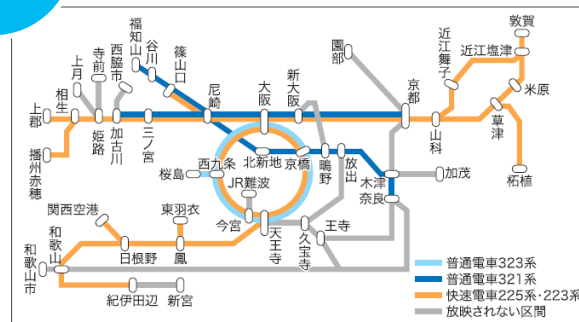 敦賀
福知山
谷川
篠山口
園部
近江舞子
近江塩津
上月
寺前
西脇市
尼崎
大阪
新大阪
京都
米原
上郡
相生
姫路
加古川
三ノ宮
山科
草津
播州赤穂
北新地
京橋
鴫野
放出
柘植
桜島
西九条
木津
加茂
奈良
JR難波
関西空港
東羽衣
今宮
天王寺
久宝寺
王寺
和歌山市
和歌山
日根野
鳳
紀伊田辺
新宮
普通電車323系
普通電車321系
快速電車225系・223系
放映されない区間